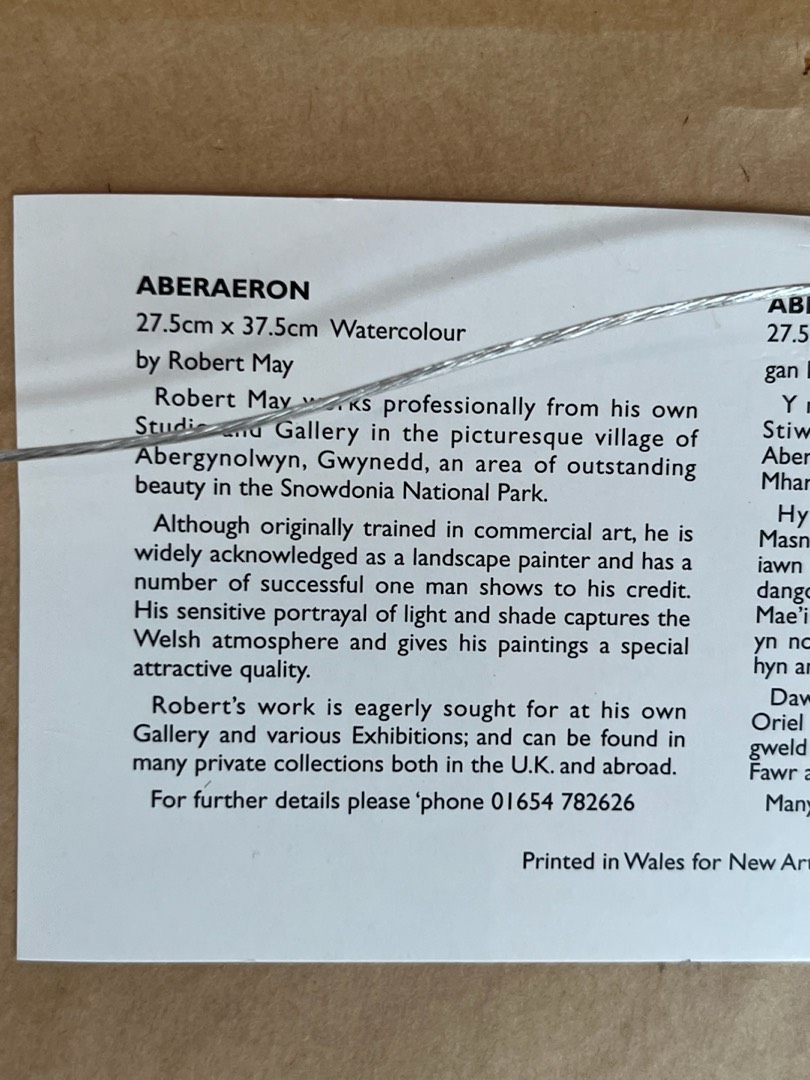 ABERAERON
27.5cm x 37.5cm Watercolour
by Robert May
Robert May works professionally from his own
Studio and Gallery in the picturesque village of
Abergynolwyn, Gwynedd, an area of outstanding
beauty in the Snowdonia National Park.
Although originally trained in commercial art, he is
widely acknowledged as a landscape painter and has a
number of successful one man shows to his credit.
His sensitive portrayal of light and shade captures the
Welsh atmosphere and gives his paintings a special
attractive quality.
Robert's work is eagerly sought for at his own
Gallery and various Exhibitions; and can be found in
many private collections both in the U.K. and abroad.
For further details please 'phone 01654 782626
Printed in Wales for New Art
27.5
gan
Y
Stiw
Aber
Mhar
Hy
Masn
iawn
dango
Mae'i
yn no
hyn a
Daw
Oriel
gweld
Fawr a
Many